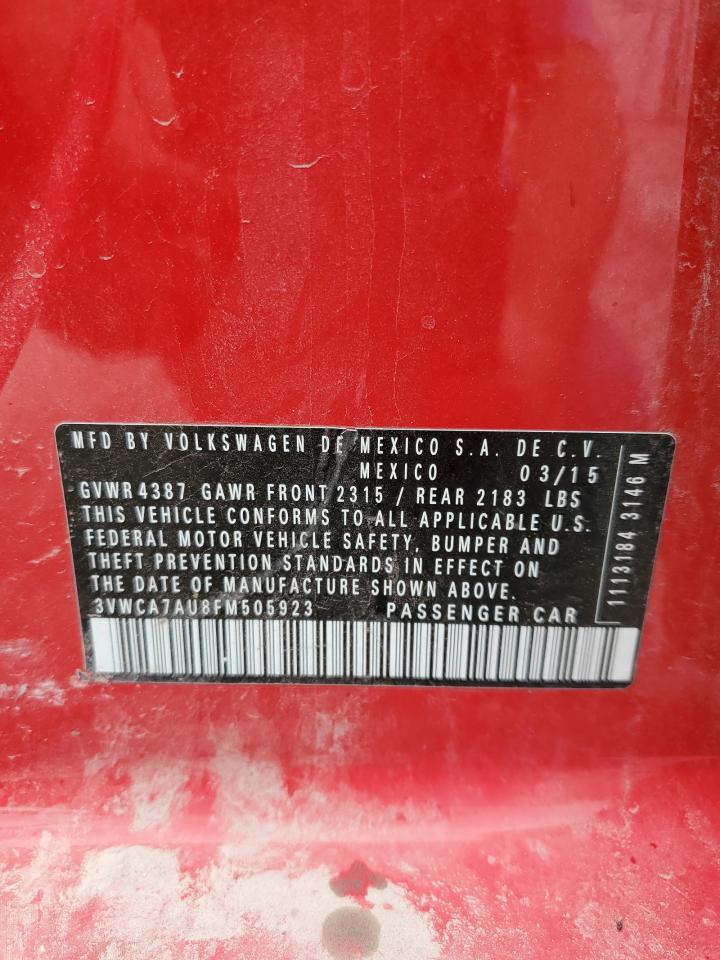 MFD BY VOLKSWAGEN DE MEXICO S.A. DE C.V.
MEXICO 03/15
GVWR 4387 GAWR FRONT 2315 / REAR 2183 LBS
THIS VEHICLE CONFORMS TO ALL APPLICABLE U.S.
FEDERAL MOTOR VEHICLE SAFETY, BUMPER AND
THEFT PREVENTION STANDARDS IN EFFECT ON
THE DATE OF MANUFACTURE SHOWN ABOVE.
3VWCA7AU8FM505923 PASSENGER CAR
1113184 3146 M